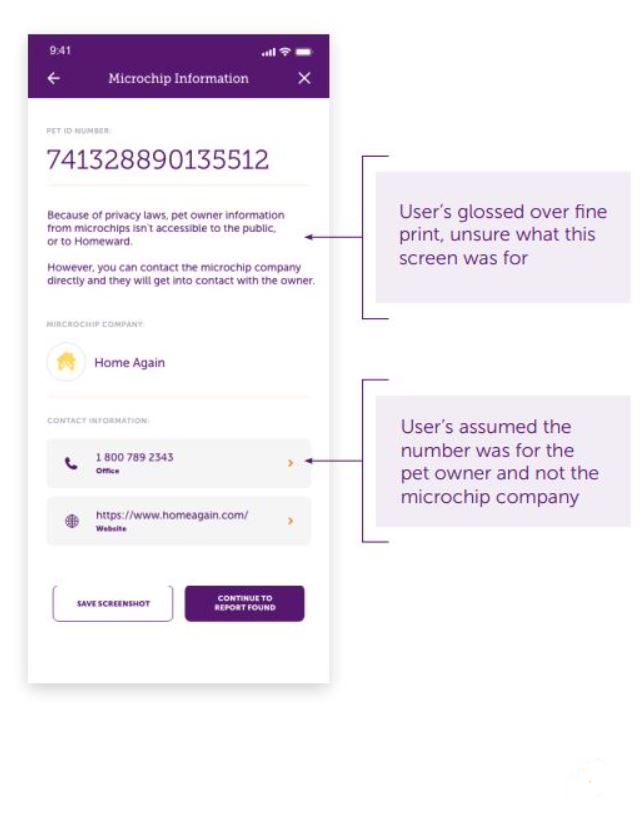 9:41
Microchip Information
PET ID NUMBER:
741328890135512
Because of privacy laws, pet owner information
from microchips isn't accessible to the public,
or to Homeward.
However, you can contact the microchip company
directly and they will get into contact with the owner.
MIRCROCHIP COMPANY:
Home Again
CONTACT INFORMATION:
1 800 789 2343
Office
https://www.homeagain.com/
Website
SAVE SCREENSHOT
CONTINUE TO
REPORT FOUND
User's glossed over fine
print, unsure what this
screen was for
User's assumed the
number was for the
pet owner and not the
microchip company